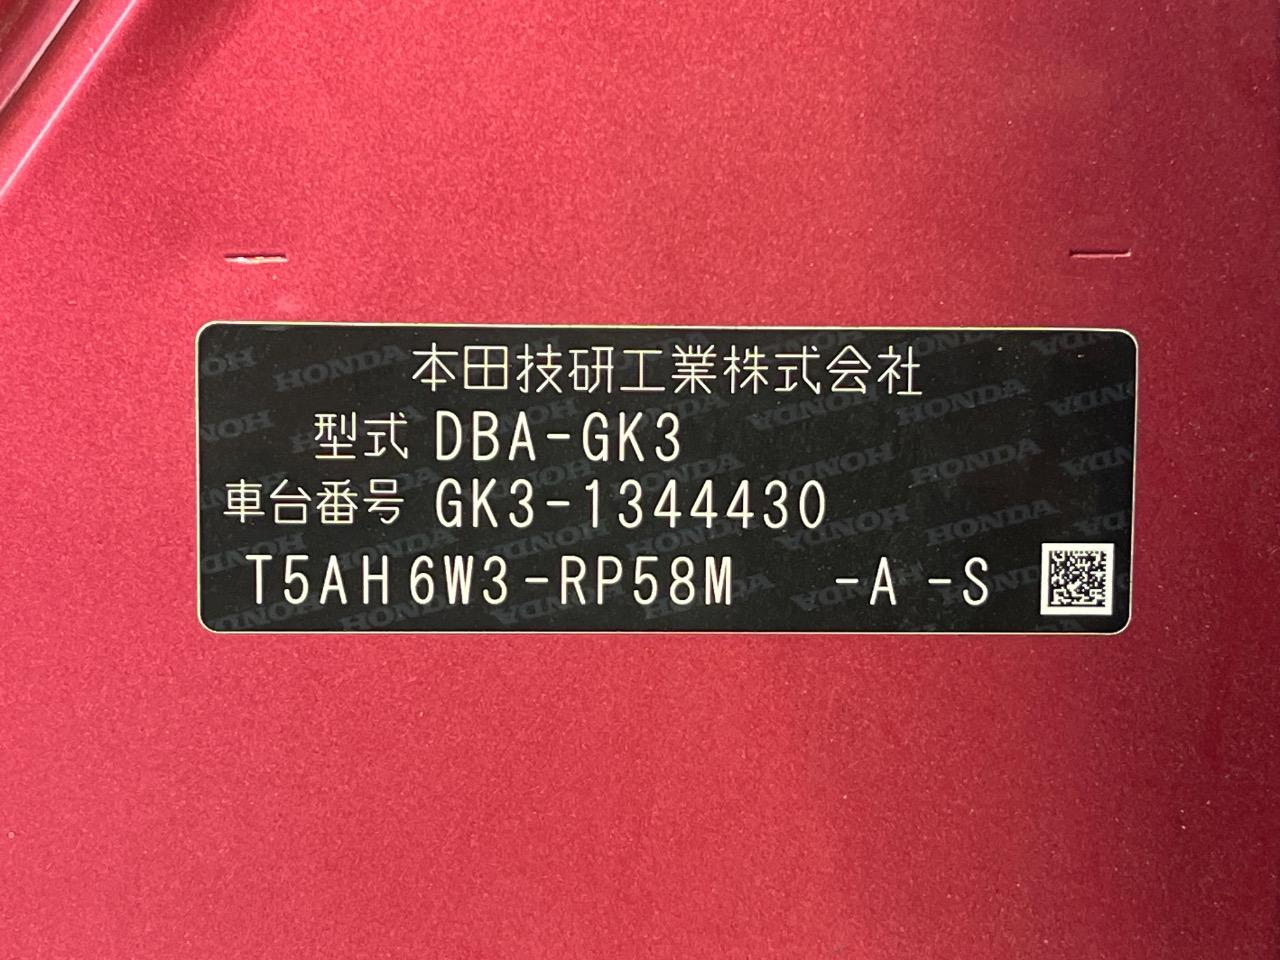 本田技研工業株式会社
型式 DBA-GK3
車台番号 GK3-1344430
T5AH6W3-RP58M -A -S